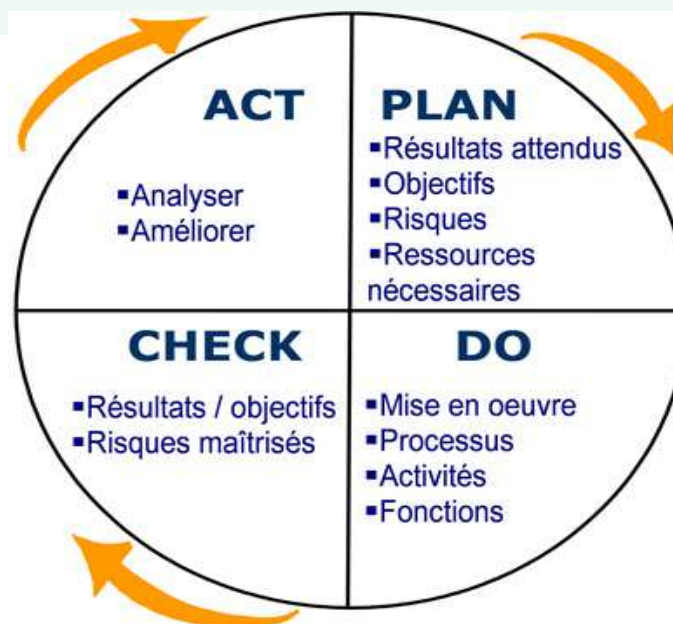 ACT
▪Analyser
▪Améliorer
PLAN
▪Résultats attendus
▪Objectifs
▪Risques
▪Ressources
nécessaires
CHECK
▪Résultats / objectifs
▪Risques maîtrisés
DO
▪Mise en oeuvre
▪Processus
▪Activités
▪Fonctions